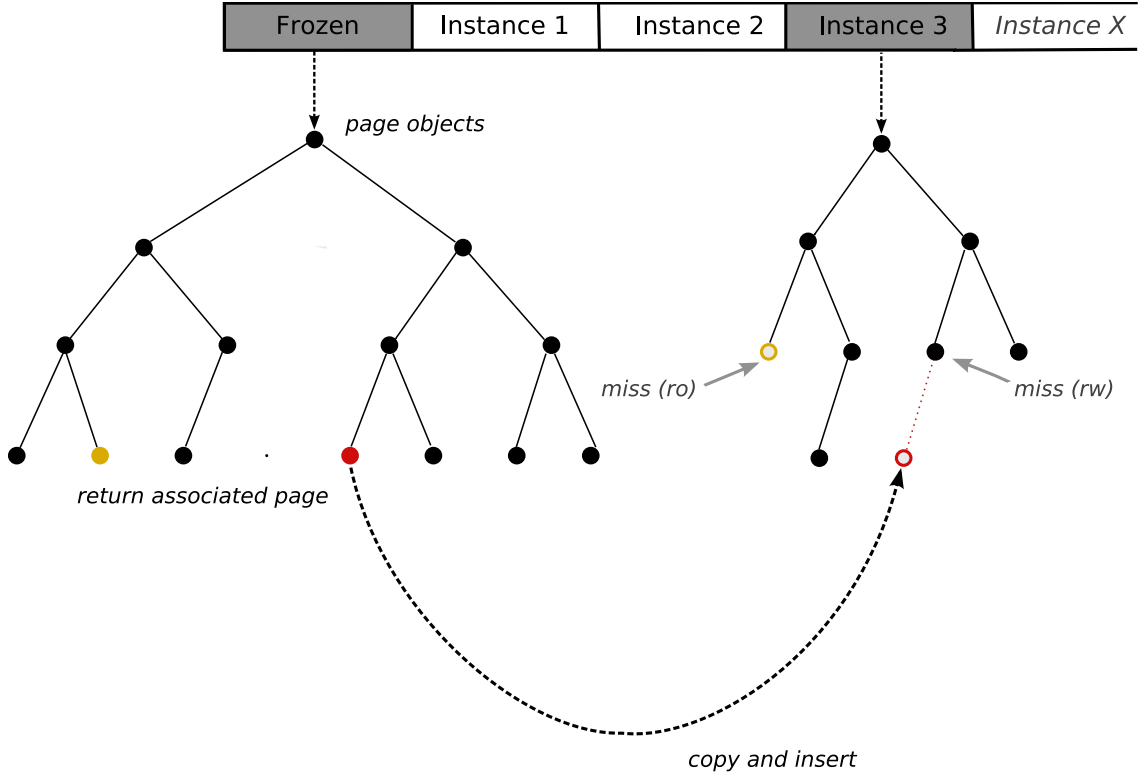 Frozen
Instance 1
Instance 2
Instance 3
Instance X
page objects
miss (ro)
miss (rw)
return associated page
copy and insert